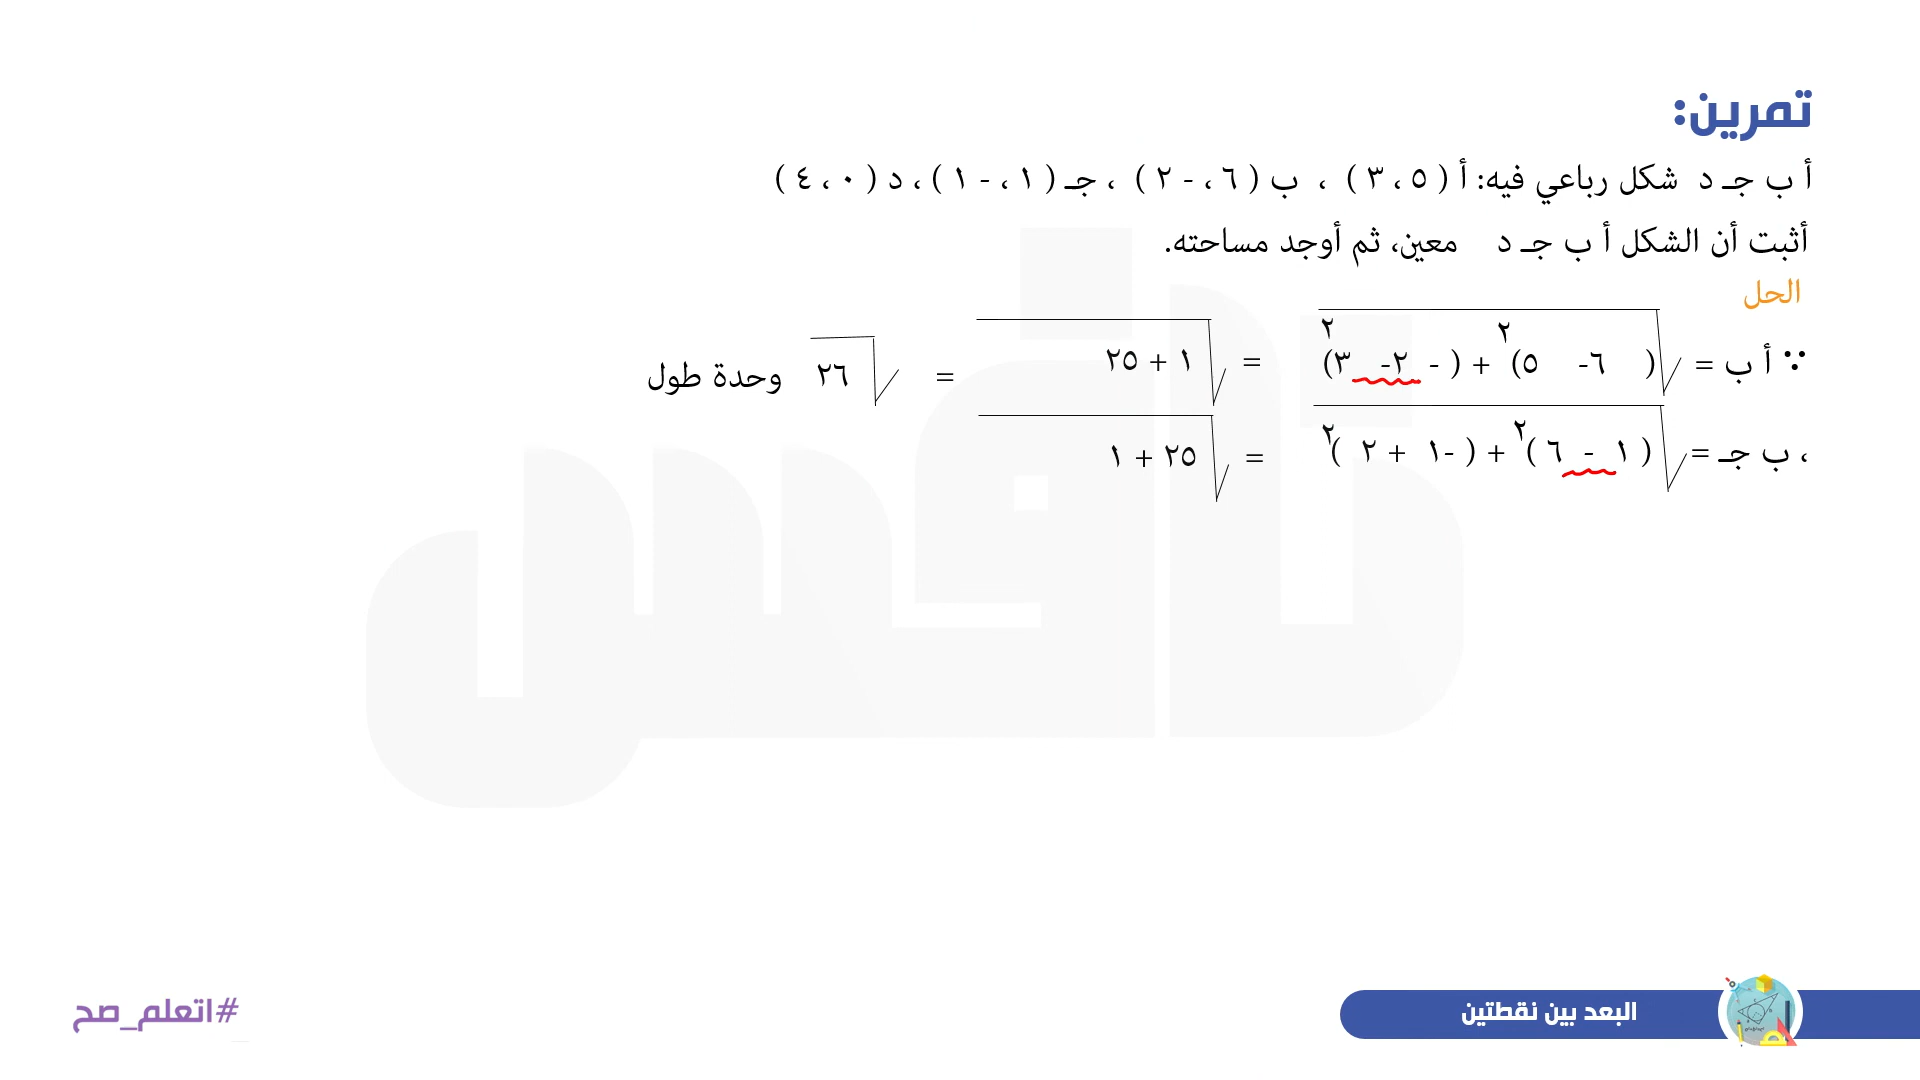 تمرين:
أ ب جـ د شكل رباعي فيه: أ ( ٥ ، ٣ ) ، ب ( ٦ ، - ٢ ) ، جـ ( ١ ، - ١ ) ، د ( ٠ ، ٤ )
أثبت أن الشكل أ ب جـ د معين، ثم أوجد مساحته.
الحل
∵ أ ب = √( ٦ - ٥)٢ + ( - ٢ - ٣)٢ = √١ + ٢٥ = √٢٦ وحدة طول
، ب جـ = √( ١ - ٦ )٢ + ( -١ + ٢ )٢ = √٢٥ + ١
نافس
البعد بين نقطتين
#اتعلم_صح